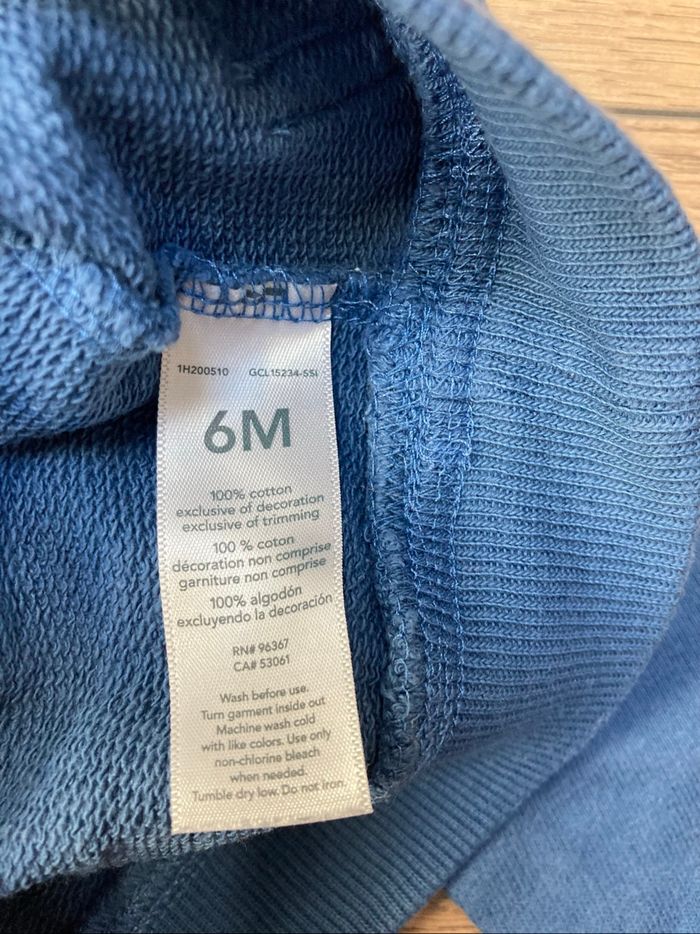 1H200510 GCL15234-SSI
6M
100% cotton
exclusive of decoration
exclusive of trimming
100 % coton
décoration non comprise
garniture non comprise
100% algodón
excluyendo la decoración
RN# 96367
CA# 53061
Wash before use.
Turn garment inside out
Machine wash cold
with like colors. Use only
non-chlorine bleach
when needed.
Tumble dry low. Do not iron.